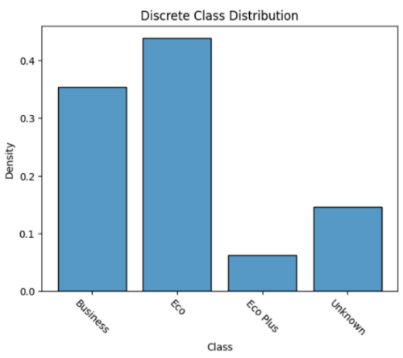 Discrete Class Distribution
Density
0.4
0.3
0.2
0.1
0.0
Business
Eco
Eco Plus
Unknown
Class